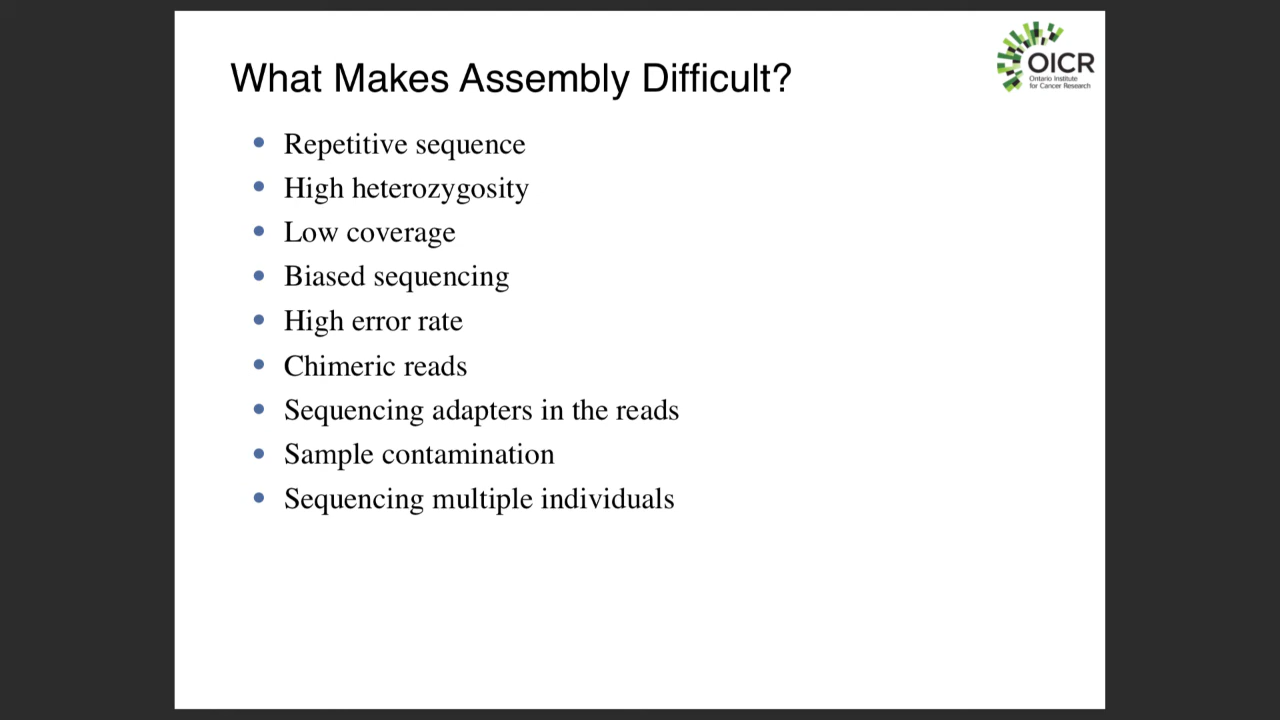 What Makes Assembly Difficult?
OICR
Ontario Institute
for Cancer Research
• Repetitive sequence
• High heterozygosity
• Low coverage
• Biased sequencing
• High error rate
• Chimeric reads
• Sequencing adapters in the reads
• Sample contamination
• Sequencing multiple individuals